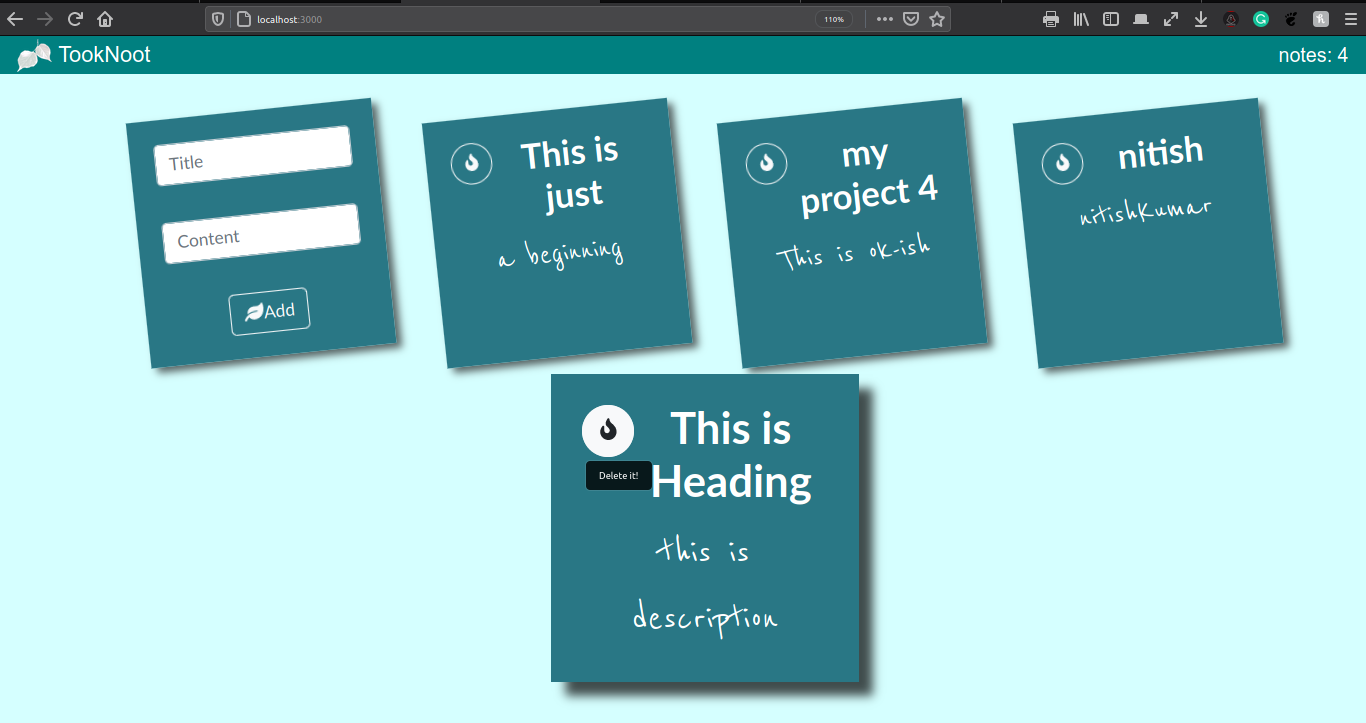 localhost:3000
110%
TookNoot
notes: 4
Title
Content
Add
This is
just
a beginning
my
project 4
This is ok-ish
nitish
nitishkumar
Delete it!
This is
Heading
this is
description